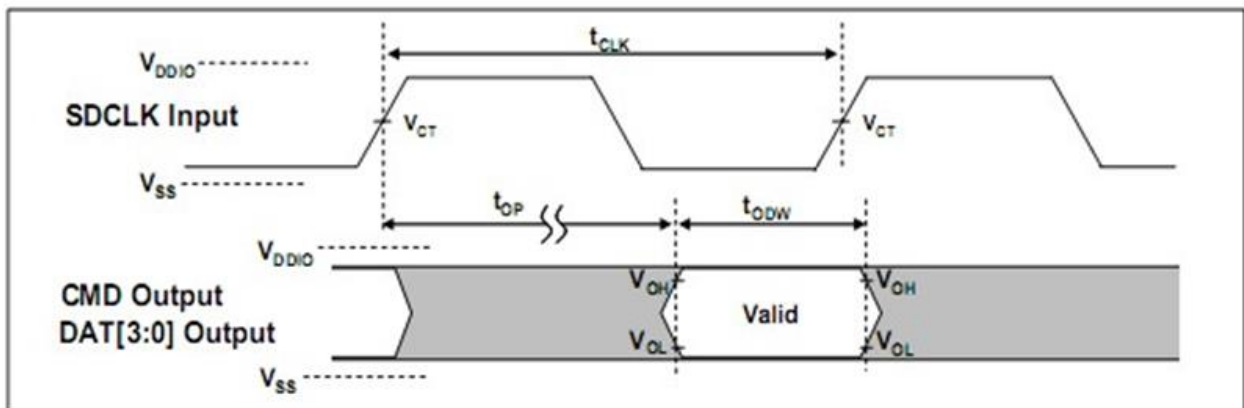 tCLK
VDDIO
SDCLK Input
VCT VCT
VSS
tOP tODW
VDDIO
VOH VOH
CMD Output
Valid
DAT[3:0] Output
VOL VOL
VSS